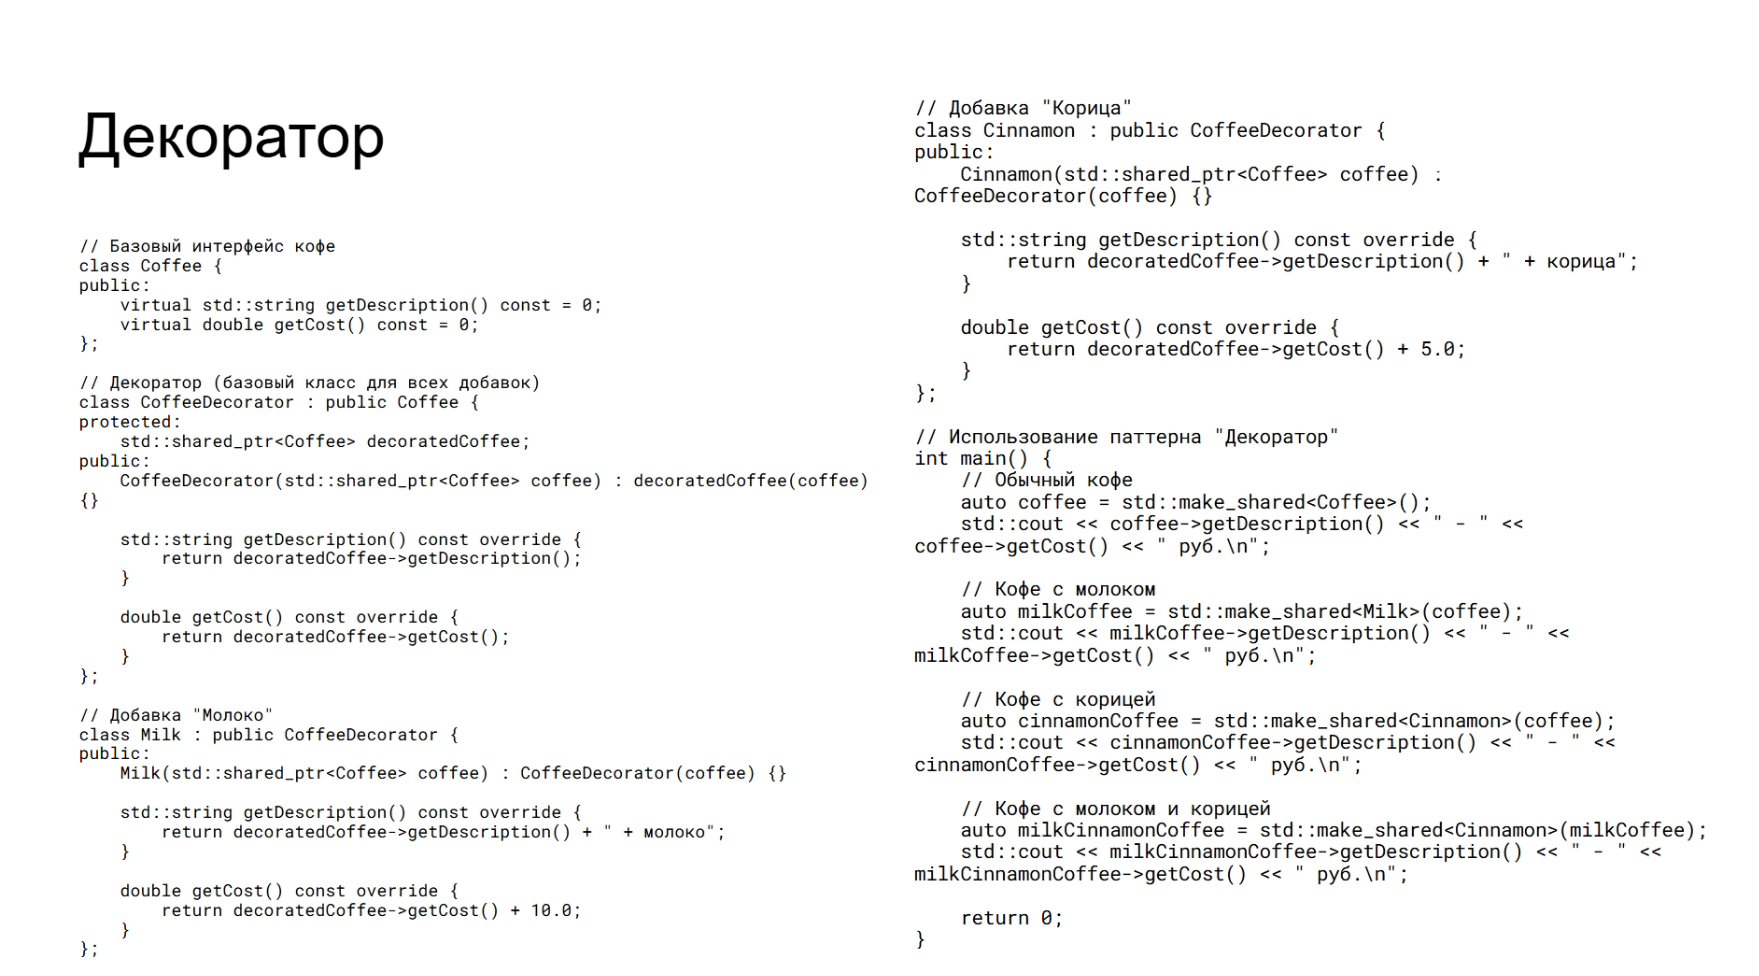 Декоратор
// Базовый интерфейс кофе
class Coffee {
public:
    virtual std::string getDescription() const = 0;
    virtual double getCost() const = 0;
};
// Декоратор (базовый класс для всех добавок)
class CoffeeDecorator : public Coffee {
protected:
    std::shared_ptr<Coffee> decoratedCoffee;
public:
    CoffeeDecorator(std::shared_ptr<Coffee> coffee) : decoratedCoffee(coffee)
{}
    std::string getDescription() const override {
        return decoratedCoffee->getDescription();
    }
    double getCost() const override {
        return decoratedCoffee->getCost();
    }
};
// Добавка "Молоко"
class Milk : public CoffeeDecorator {
public:
    Milk(std::shared_ptr<Coffee> coffee) : CoffeeDecorator(coffee) {}
    std::string getDescription() const override {
        return decoratedCoffee->getDescription() + " + молоко";
    }
    double getCost() const override {
        return decoratedCoffee->getCost() + 10.0;
    }
};
// Добавка "Корица"
class Cinnamon : public CoffeeDecorator {
public:
    Cinnamon(std::shared_ptr<Coffee> coffee) :
CoffeeDecorator(coffee) {}
    std::string getDescription() const override {
        return decoratedCoffee->getDescription() + " + корица";
    }
    double getCost() const override {
        return decoratedCoffee->getCost() + 5.0;
    }
};
// Использование паттерна "Декоратор"
int main() {
    // Обычный кофе
    auto coffee = std::make_shared<Coffee>();
    std::cout << coffee->getDescription() << " - " <<
coffee->getCost() << " руб.\n";
    // Кофе с молоком
    auto milkCoffee = std::make_shared<Milk>(coffee);
    std::cout << milkCoffee->getDescription() << " - " <<
milkCoffee->getCost() << " руб.\n";
    // Кофе с корицей
    auto cinnamonCoffee = std::make_shared<Cinnamon>(coffee);
    std::cout << cinnamonCoffee->getDescription() << " - " <<
cinnamonCoffee->getCost() << " руб.\n";
    // Кофе с молоком и корицей
    auto milkCinnamonCoffee = std::make_shared<Cinnamon>(milkCoffee);
    std::cout << milkCinnamonCoffee->getDescription() << " - " <<
milkCinnamonCoffee->getCost() << " руб.\n";
    return 0;
}